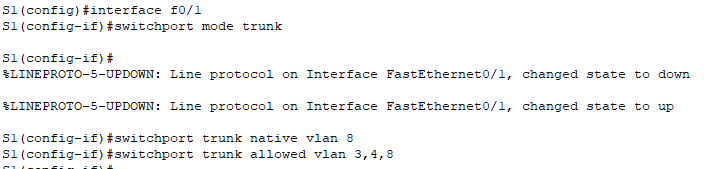 S1(config)#interface f0/1
S1(config-if)#switchport mode trunk
S1(config-if)#
%LINEPROTO-5-UPDOWN: Line protocol on Interface FastEthernet0/1, changed state to down
%LINEPROTO-5-UPDOWN: Line protocol on Interface FastEthernet0/1, changed state to up
S1(config-if)#switchport trunk native vlan 8
S1(config-if)#switchport trunk allowed vlan 3,4,8
S1(config-if)#